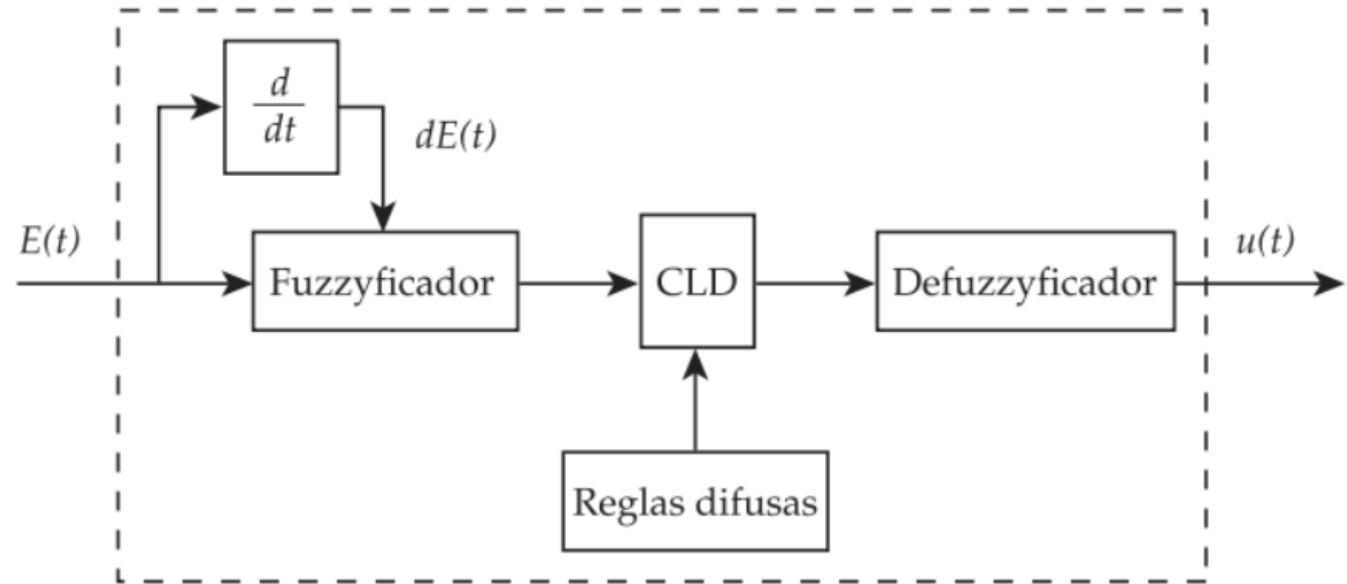 d
dt
dE(t)
E(t)
Fuzzyficador
CLD
Defuzzyficador
u(t)
Reglas difusas